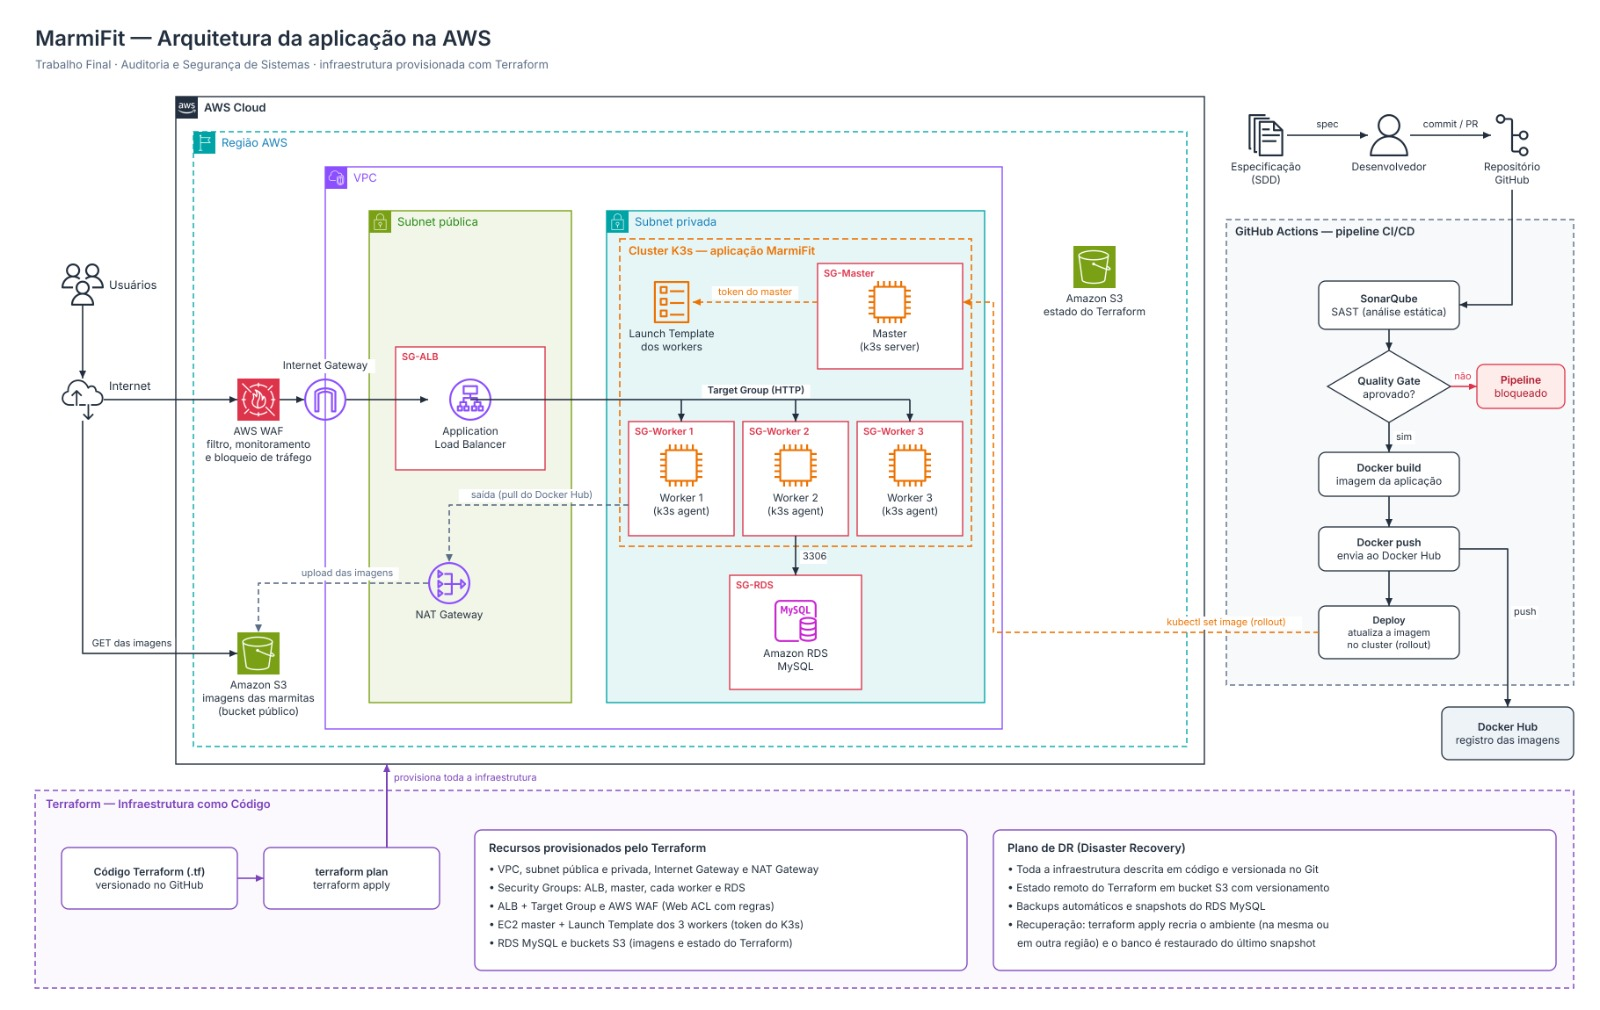 MarmiFit — Arquitetura da aplicação na AWS
Trabalho Final · Auditoria e Segurança de Sistemas · infraestrutura provisionada com Terraform
aws
AWS Cloud
Região AWS
VPC
Subnet pública
Subnet privada
Cluster K3s — aplicação MarmiFit
SG-Master
token do master
Launch Template
dos workers
Master
(k3s server)
Amazon S3
estado do Terraform
Usuários
Internet
Internet Gateway
SG-ALB
Application
Load Balancer
AWS WAF
filtro, monitoramento
e bloqueio de tráfego
Target Group (HTTP)
SG-Worker 1
Worker 1
(k3s agent)
SG-Worker 2
Worker 2
(k3s agent)
SG-Worker 3
Worker 3
(k3s agent)
saída (pull do Docker Hub)
3306
upload das imagens
NAT Gateway
SG-RDS
MySQL
Amazon RDS
MySQL
GET das imagens
Amazon S3
imagens das marmitas
(bucket público)
kubectl set image (rollout)
spec
commit / PR
Especificação
(SDD)
Desenvolvedor
Repositório
GitHub
GitHub Actions — pipeline CI/CD
SonarQube
SAST (análise estática)
Quality Gate
aprovado?
não
Pipeline
bloqueado
sim
Docker build
imagem da aplicação
Docker push
envia ao Docker Hub
push
Deploy
atualiza a imagem
no cluster (rollout)
Docker Hub
registro das imagens
provisiona toda a infraestrutura
Terraform — Infraestrutura como Código
Código Terraform (.tf)
versionado no GitHub
terraform plan
terraform apply
Recursos provisionados pelo Terraform
• VPC, subnet pública e privada, Internet Gateway e NAT Gateway
• Security Groups: ALB, master, cada worker e RDS
• ALB + Target Group e AWS WAF (Web ACL com regras)
• EC2 master + Launch Template dos 3 workers (token do K3s)
• RDS MySQL e buckets S3 (imagens e estado do Terraform)
Plano de DR (Disaster Recovery)
• Toda a infraestrutura descrita em código e versionada no Git
• Estado remoto do Terraform em bucket S3 com versionamento
• Backups automáticos e snapshots do RDS MySQL
• Recuperação: terraform apply recria o ambiente (na mesma ou
em outra região) e o banco é restaurado do último snapshot